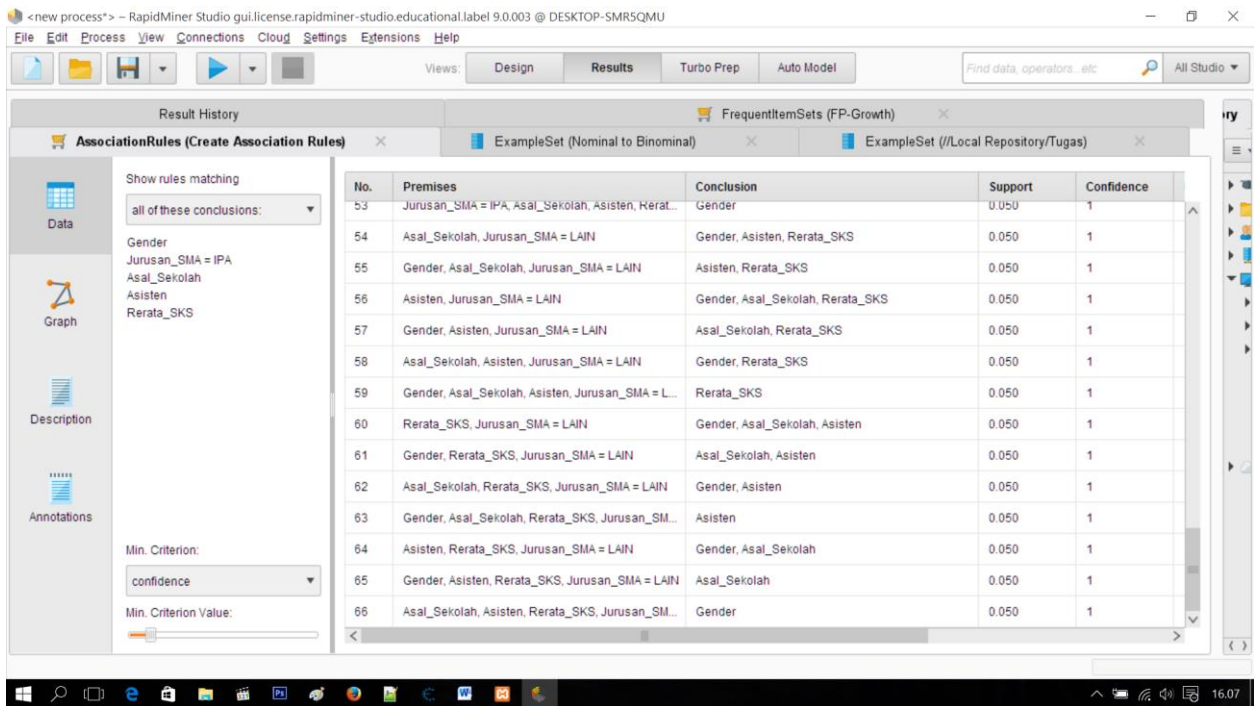 <new process*> – RapidMiner Studio gui.license.rapidminer-studio.educational.label 9.0.003 @ DESKTOP-SMR5QMU
File Edit Process View Connections Cloud Settings Extensions Help
Views: Design Results Turbo Prep Auto Model Find data, operators...etc All Studio
Result History FrequentItemSets (FP-Growth)
AssociationRules (Create Association Rules) ExampleSet (Nominal to Binominal) ExampleSet (//Local Repository/Tugas) ory
Data
Graph
Description
Annotations
Show rules matching
all of these conclusions:
Gender
Jurusan_SMA = IPA
Asal_Sekolah
Asisten
Rerata_SKS
Min. Criterion:
confidence
Min. Criterion Value:
No. Premises Conclusion Support Confidence
53 Jurusan_SMA = IPA, Asal_Sekolah, Asisten, Rerat... Gender 0.050 1
54 Asal_Sekolah, Jurusan_SMA = LAIN Gender, Asisten, Rerata_SKS 0.050 1
55 Gender, Asal_Sekolah, Jurusan_SMA = LAIN Asisten, Rerata_SKS 0.050 1
56 Asisten, Jurusan_SMA = LAIN Gender, Asal_Sekolah, Rerata_SKS 0.050 1
57 Gender, Asisten, Jurusan_SMA = LAIN Asal_Sekolah, Rerata_SKS 0.050 1
58 Asal_Sekolah, Asisten, Jurusan_SMA = LAIN Gender, Rerata_SKS 0.050 1
59 Gender, Asal_Sekolah, Asisten, Jurusan_SMA = L... Rerata_SKS 0.050 1
60 Rerata_SKS, Jurusan_SMA = LAIN Gender, Asal_Sekolah, Asisten 0.050 1
61 Gender, Rerata_SKS, Jurusan_SMA = LAIN Asal_Sekolah, Asisten 0.050 1
62 Asal_Sekolah, Rerata_SKS, Jurusan_SMA = LAIN Gender, Asisten 0.050 1
63 Gender, Asal_Sekolah, Rerata_SKS, Jurusan_SM... Asisten 0.050 1
64 Asisten, Rerata_SKS, Jurusan_SMA = LAIN Gender, Asal_Sekolah 0.050 1
65 Gender, Asisten, Rerata_SKS, Jurusan_SMA = LAIN Asal_Sekolah 0.050 1
66 Asal_Sekolah, Asisten, Rerata_SKS, Jurusan_SM... Gender 0.050 1
16.07